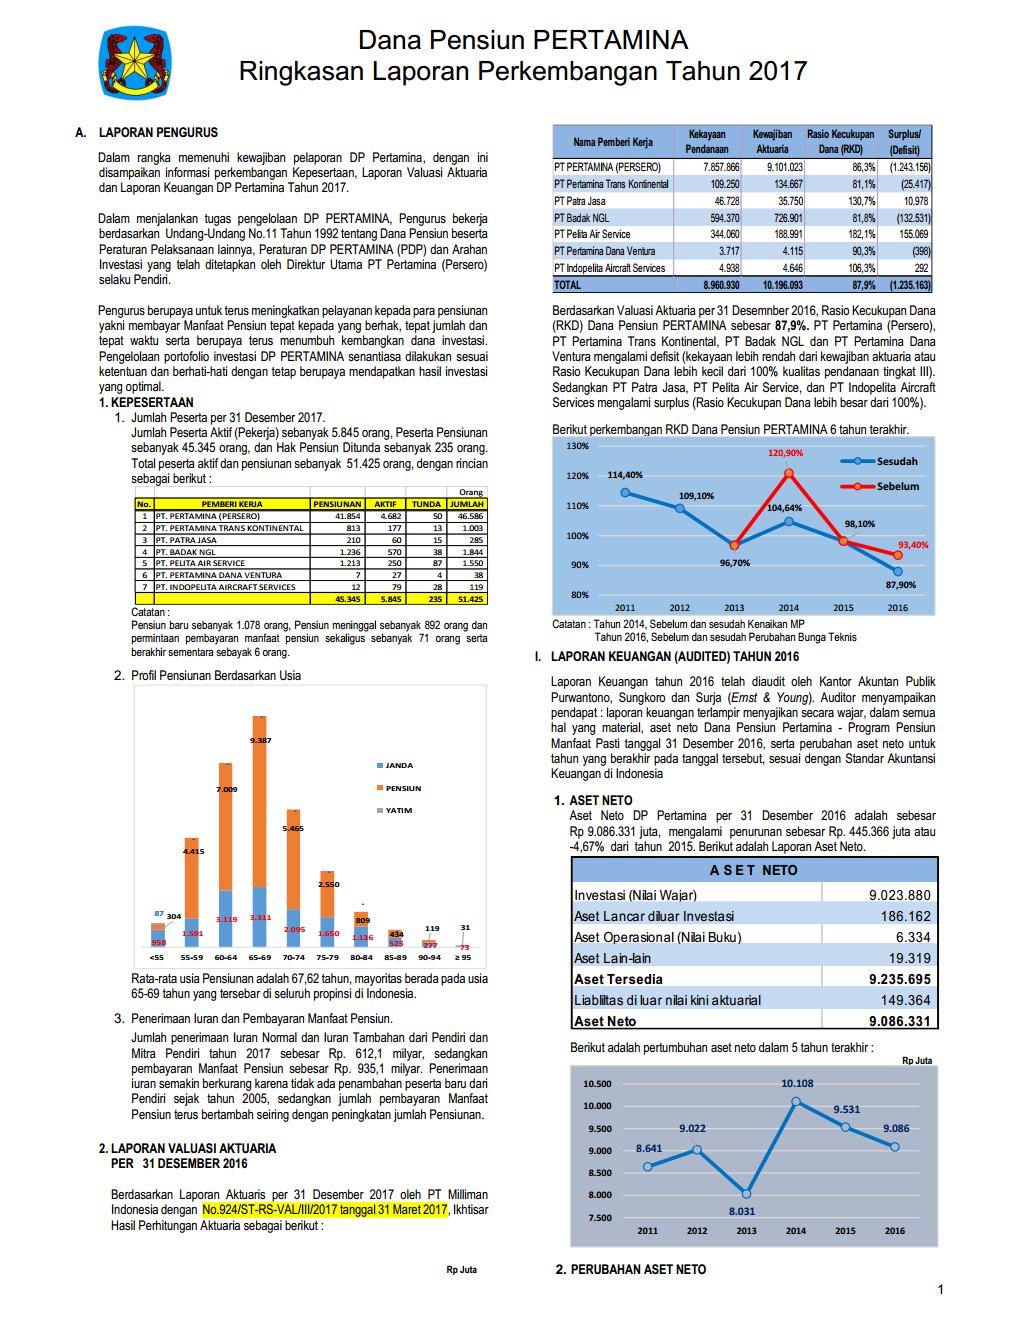 Dana Pensiun PERTAMINA
Ringkasan Laporan Perkembangan Tahun 2017
A. LAPORAN PENGURUS
Dalam rangka memenuhi kewajiban pelaporan DP Pertamina, dengan ini
disampaikan informasi perkembangan Kepesertaan, Laporan Valuasi Aktuaria
dan Laporan Keuangan DP Pertamina Tahun 2017.
Dalam menjalankan tugas pengelolaan DP PERTAMINA, Pengurus bekerja
berdasarkan Undang-Undang No.11 Tahun 1992 tentang Dana Pensiun beserta
Peraturan Pelaksanaan lainnya, Peraturan DP PERTAMINA (PDP) dan Arahan
Investasi yang telah ditetapkan oleh Direktur Utama PT Pertamina (Persero)
selaku Pendiri.
Pengurus berupaya untuk terus meningkatkan pelayanan kepada para pensiunan
yakni membayar Manfaat Pensiun tepat kepada yang berhak, tepat jumlah dan
tepat waktu serta berupaya terus menumbuh kembangkan dana investasi.
Pengelolaan portofolio investasi DP PERTAMINA senantiasa dilakukan sesuai
ketentuan dan berhati-hati dengan tetap berupaya mendapatkan hasil investasi
yang optimal.
1. KEPESERTAAN
1. Jumlah Peserta per 31 Desember 2017.
Jumlah Peserta Aktif (Pekerja) sebanyak 5.845 orang, Peserta Pensiunan
sebanyak 45.345 orang, dan Hak Pensiun Ditunda sebanyak 235 orang.
Total peserta aktif dan pensiunan sebanyak 51.425 orang, dengan rincian
sebagai berikut :
Orang
No. PEMBERI KERJA PENSIUNAN AKTIF TUNDA JUMLAH
1 PT. PERTAMINA (PERSERO) 41.854 4.682 50 46.586
2 PT. PERTAMINA TRANS KONTINENTAL 813 177 13 1.003
3 PT. PATRA JASA 210 60 15 285
4 PT. BADAK NGL 1.236 570 38 1.844
5 PT. PELITA AIR SERVICE 1.213 250 87 1.550
6 PT. PERTAMINA DANA VENTURA 7 27 4 38
7 PT. INDOPELITA AIRCRAFT SERVICES 12 79 28 119
45.345 5.845 235 51.425
Catatan :
Pensiun baru sebanyak 1.078 orang, Pensiun meninggal sebanyak 892 orang dan
permintaan pembayaran manfaat pensiun sekaligus sebanyak 71 orang serta
berakhir sementara sebayak 6 orang.
2. Profil Pensiunan Berdasarkan Usia
9.387
7.009
5.465
4.415
2.550
809
434
304
119
31
87
-
958
1.591
3.119
3.311
2.095
1.650
1.136
525
277
73
JANDA
PENSIUN
YATIM
<55 55-59 60-64 65-69 70-74 75-79 80-84 85-89 90-94 ≥ 95
Rata-rata usia Pensiunan adalah 67,62 tahun, mayoritas berada pada usia
65-69 tahun yang tersebar di seluruh propinsi di Indonesia.
3. Penerimaan Iuran dan Pembayaran Manfaat Pensiun.
Jumlah penerimaan Iuran Normal dan Iuran Tambahan dari Pendiri dan
Mitra Pendiri tahun 2017 sebesar Rp. 612,1 milyar, sedangkan
pembayaran Manfaat Pensiun sebesar Rp. 935,1 milyar. Penerimaan
iuran semakin berkurang karena tidak ada penambahan peserta baru dari
Pendiri sejak tahun 2005, sedangkan jumlah pembayaran Manfaat
Pensiun terus bertambah seiring dengan peningkatan jumlah Pensiunan.
2. LAPORAN VALUASI AKTUARIA
PER 31 DESEMBER 2016
Berdasarkan Laporan Aktuaris per 31 Desember 2017 oleh PT Milliman
Indonesia dengan No.924/ST-RS-VAL/III/2017 tanggal 31 Maret 2017, Ikhtisar
Hasil Perhitungan Aktuaria sebagai berikut :
Rp Juta
Nama Pemberi Kerja Kekayaan Pendanaan Kewajiban Aktuaria Rasio Kecukupan Dana (RKD) Surplus/ (Defisit)
PT PERTAMINA (PERSERO) 7.857.866 9.101.023 86,3% (1.243.156)
PT Pertamina Trans Kontinental 109.250 134.667 81,1% (25.417)
PT Patra Jasa 46.728 35.750 130,7% 10.978
PT Badak NGL 594.370 726.901 81,8% (132.531)
PT Pelita Air Service 344.060 188.991 182,1% 155.069
PT Pertamina Dana Ventura 3.717 4.115 90,3% (398)
PT Indopelita Aircraft Services 4.938 4.646 106,3% 292
TOTAL 8.960.930 10.196.093 87,9% (1.235.163)
Berdasarkan Valuasi Aktuaria per 31 Desemnber 2016, Rasio Kecukupan Dana
(RKD) Dana Pensiun PERTAMINA sebesar 87,9%. PT Pertamina (Persero),
PT Pertamina Trans Kontinental, PT Badak NGL dan PT Pertamina Dana
Ventura mengalami defisit (kekayaan lebih rendah dari kewajiban aktuaria atau
Rasio Kecukupan Dana lebih kecil dari 100% kualitas pendanaan tingkat III).
Sedangkan PT Patra Jasa, PT Pelita Air Service, dan PT Indopelita Aircraft
Services mengalami surplus (Rasio Kecukupan Dana lebih besar dari 100%).
Berikut perkembangan RKD Dana Pensiun PERTAMINA 6 tahun terakhir.
130%
120%
110%
100%
90%
80%
114,40%
109,10%
96,70%
120,90%
104,64%
98,10%
93,40%
87,90%
Sesudah
Sebelum
2011 2012 2013 2014 2015 2016
Catatan : Tahun 2014, Sebelum dan sesudah Kenaikan MP
Tahun 2016, Sebelum dan sesudah Perubahan Bunga Teknis
I. LAPORAN KEUANGAN (AUDITED) TAHUN 2016
Laporan Keuangan tahun 2016 telah diaudit oleh Kantor Akuntan Publik
Purwantono, Sungkoro dan Surja (Ernst & Young). Auditor menyampaikan
pendapat : laporan keuangan terlampir menyajikan secara wajar, dalam semua
hal yang material, aset neto Dana Pensiun Pertamina - Program Pensiun
Manfaat Pasti tanggal 31 Desember 2016, serta perubahan aset neto untuk
tahun yang berakhir pada tanggal tersebut, sesuai dengan Standar Akuntansi
Keuangan di Indonesia
1. ASET NETO
Aset Neto DP Pertamina per 31 Desember 2016 adalah sebesar
Rp 9.086.331 juta, mengalami penurunan sebesar Rp. 445.366 juta atau
-4,67% dari tahun 2015. Berikut adalah Laporan Aset Neto.
A S E T NETO
Investasi (Nilai Wajar) 9.023.880
Aset Lancar diluar Investasi 186.162
Aset Operasional (Nilai Buku) 6.334
Aset Lain-lain 19.319
Aset Tersedia 9.235.695
Liabliltas di luar nilai kini aktuarial 149.364
Aset Neto 9.086.331
Berikut adalah pertumbuhan aset neto dalam 5 tahun terakhir :
Rp Juta
10.500
10.000
9.500
9.000
8.500
8.000
7.500
8.641
9.022
8.031
10.108
9.531
9.086
2011 2012 2013 2014 2015 2016
2. PERUBAHAN ASET NETO
1